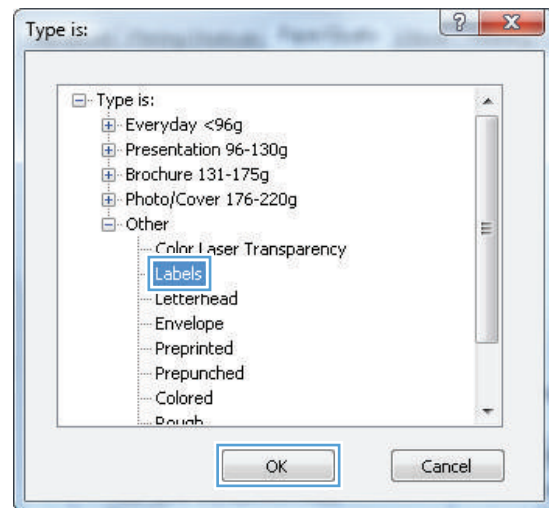 Type is:
Type is:
Everyday <96g
Presentation 96-130g
Brochure 131-175g
Photo/Cover 176-220g
Other
Color Laser Transparency
Labels
Letterhead
Envelope
Preprinted
Prepunched
Colored
Rough
OK Cancel